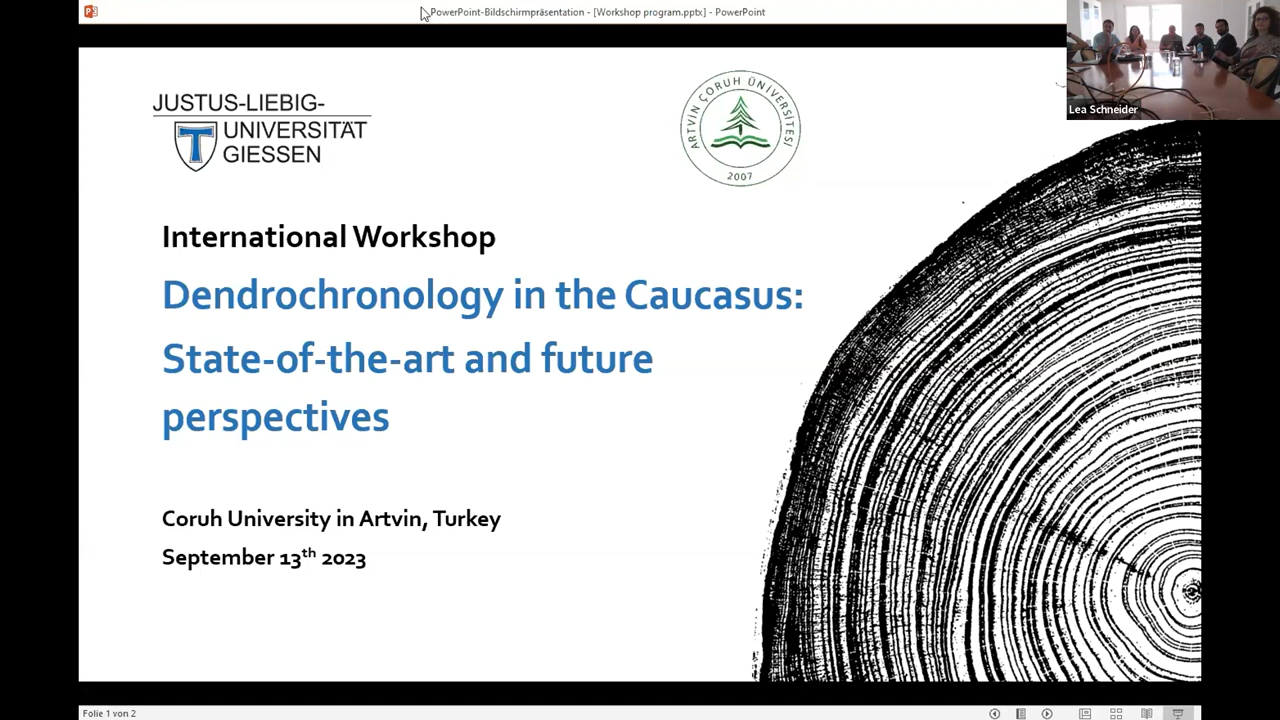 PowerPoint-Bildschirmpräsentation - [Workshop program.pptx] - PowerPoint
Lea Schneider
JUSTUS-LIEBIG-
UNIVERSITÄT
GIESSEN
ARTVİN ÇORUH ÜNİVERSİTESİ
2007
International Workshop
Dendrochronology in the Caucasus:
State-of-the-art and future
perspectives
Coruh University in Artvin, Turkey
September 13th 2023
Folie 1 von 2